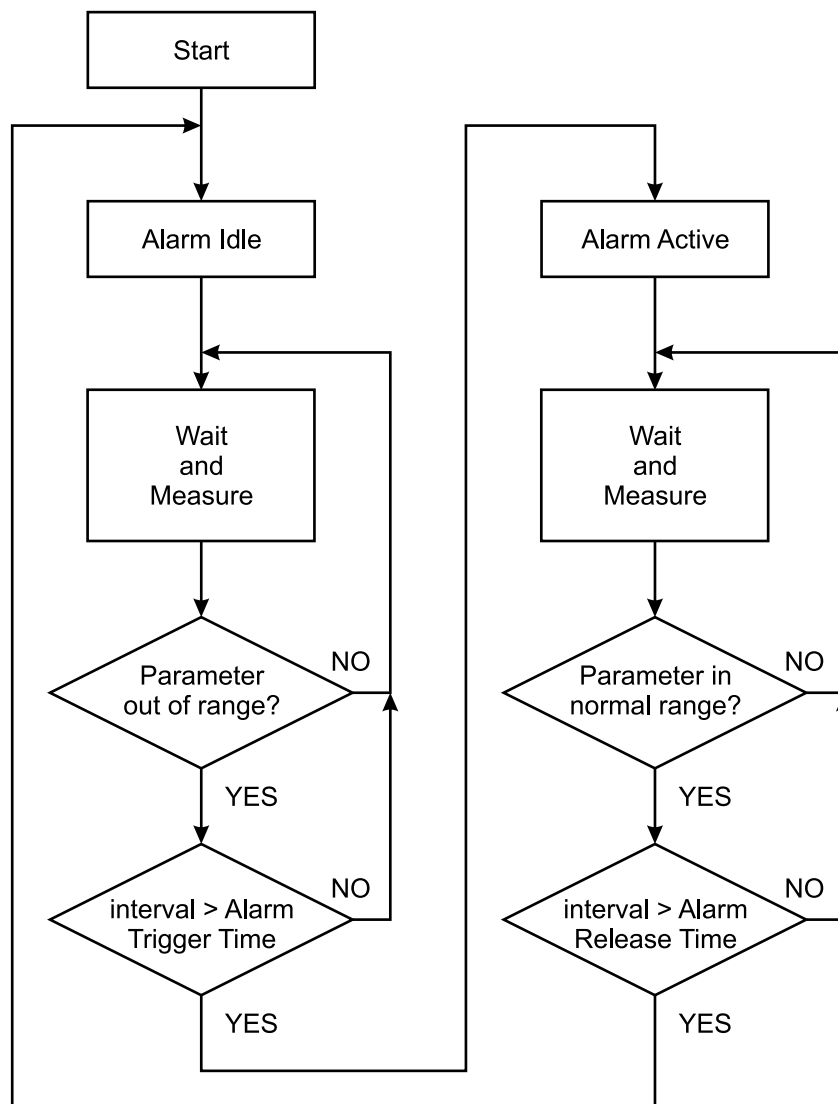 Start
Alarm Idle
Wait
and
Measure
Parameter
out of range?
NO
YES
interval > Alarm
Trigger Time
NO
YES
Alarm Active
Wait
and
Measure
Parameter in
normal range?
NO
YES
interval > Alarm
Release Time
NO
YES